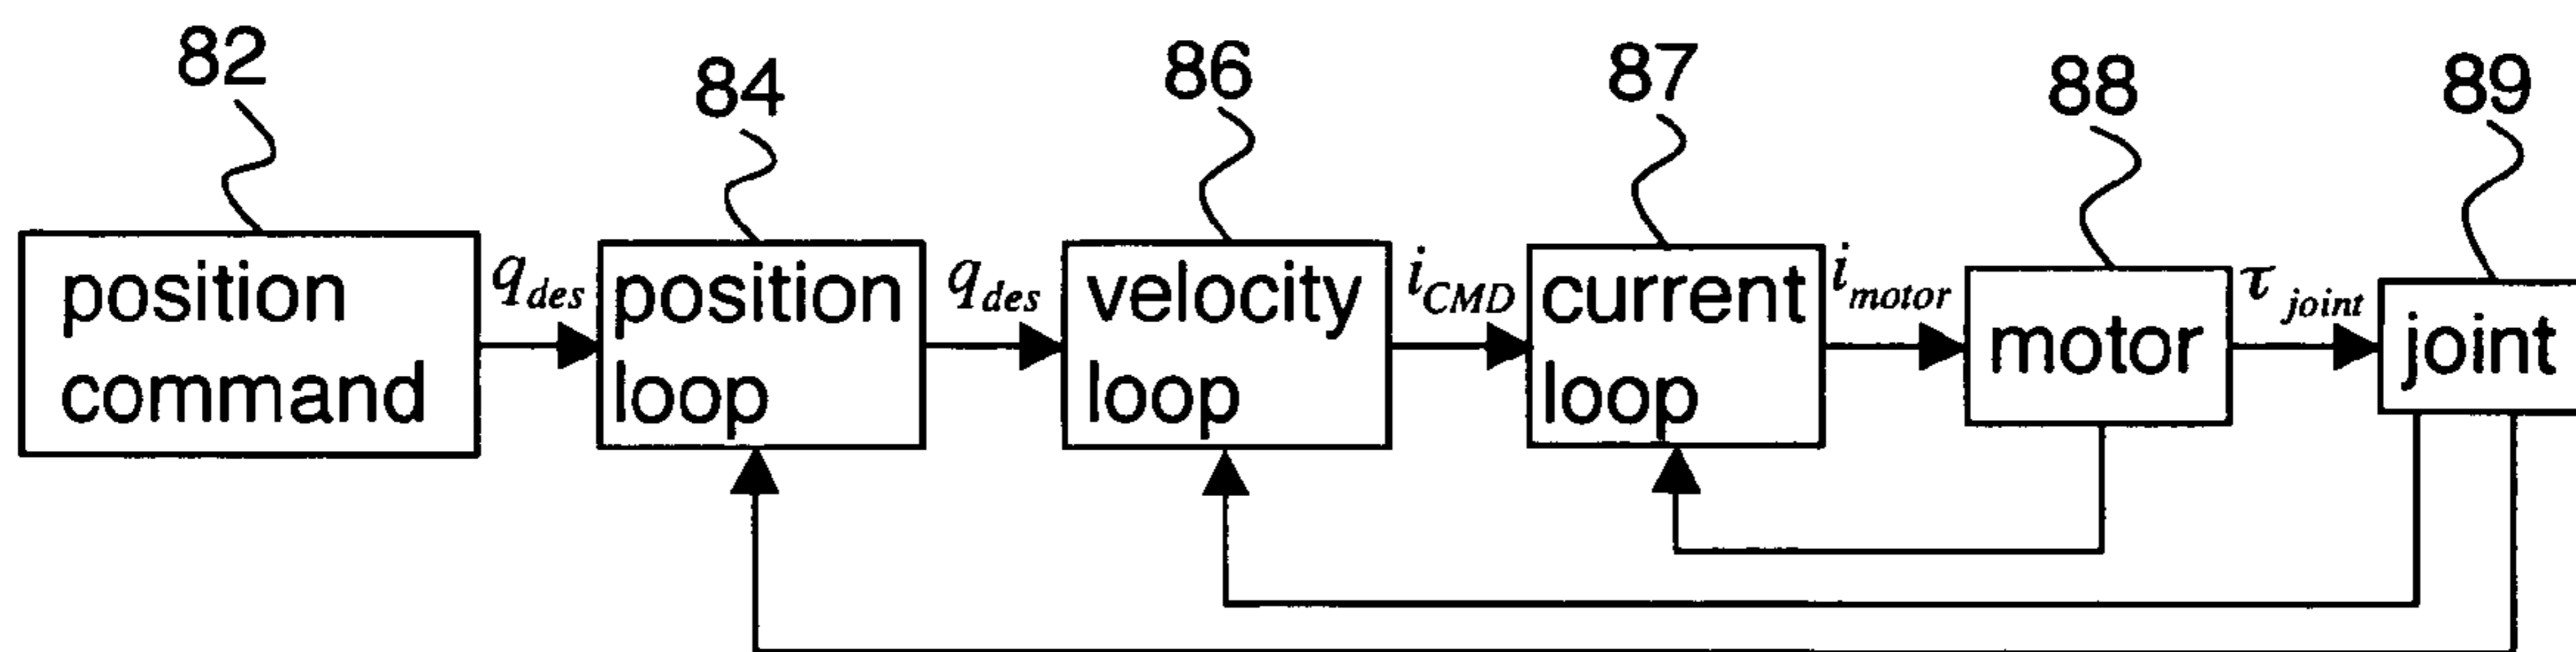 82
84
86
87
88
89
position
command
q_des
position
loop
q_des
velocity
loop
i_CMD
current
loop
i_motor
motor
τ_joint
joint